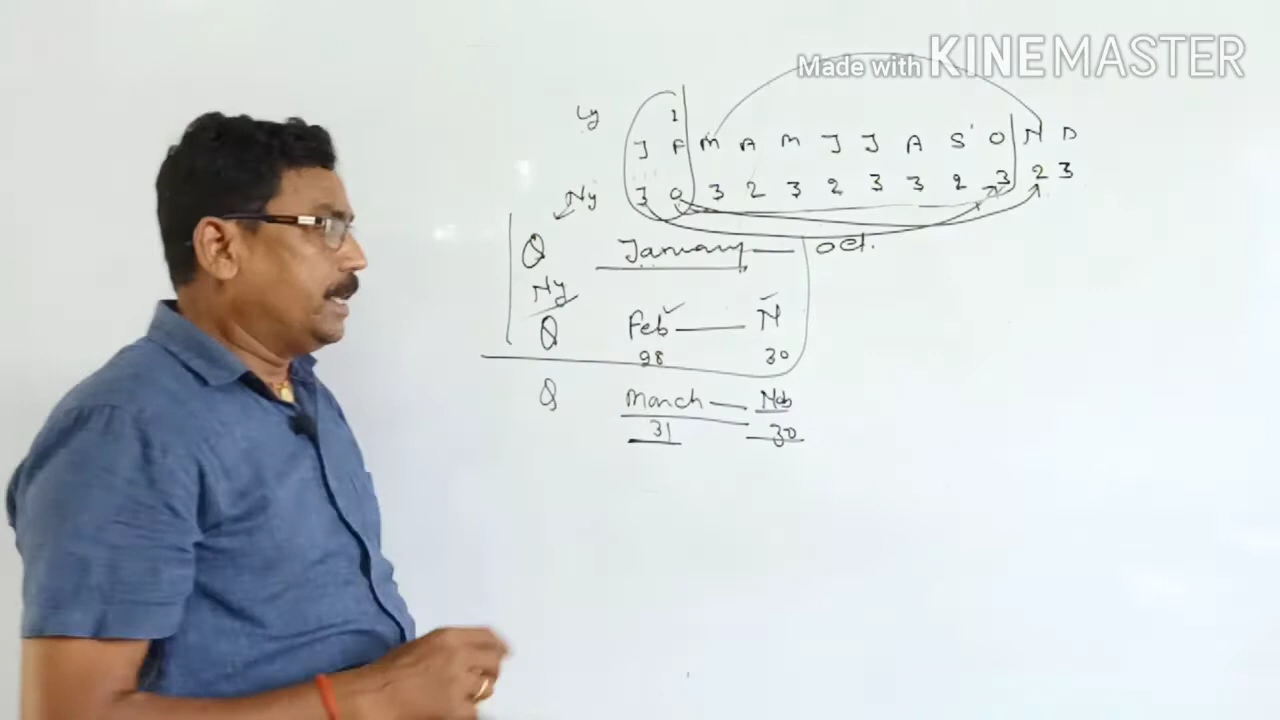 Made with KINEMASTER
Ly 1
J F M A M J J A S O N D
Ny 3 0 3 2 3 2 3 3 2 3 2 3
Q January — Oct.
Ny
Q Feb — N
28 30
Q March — Nob
31 30